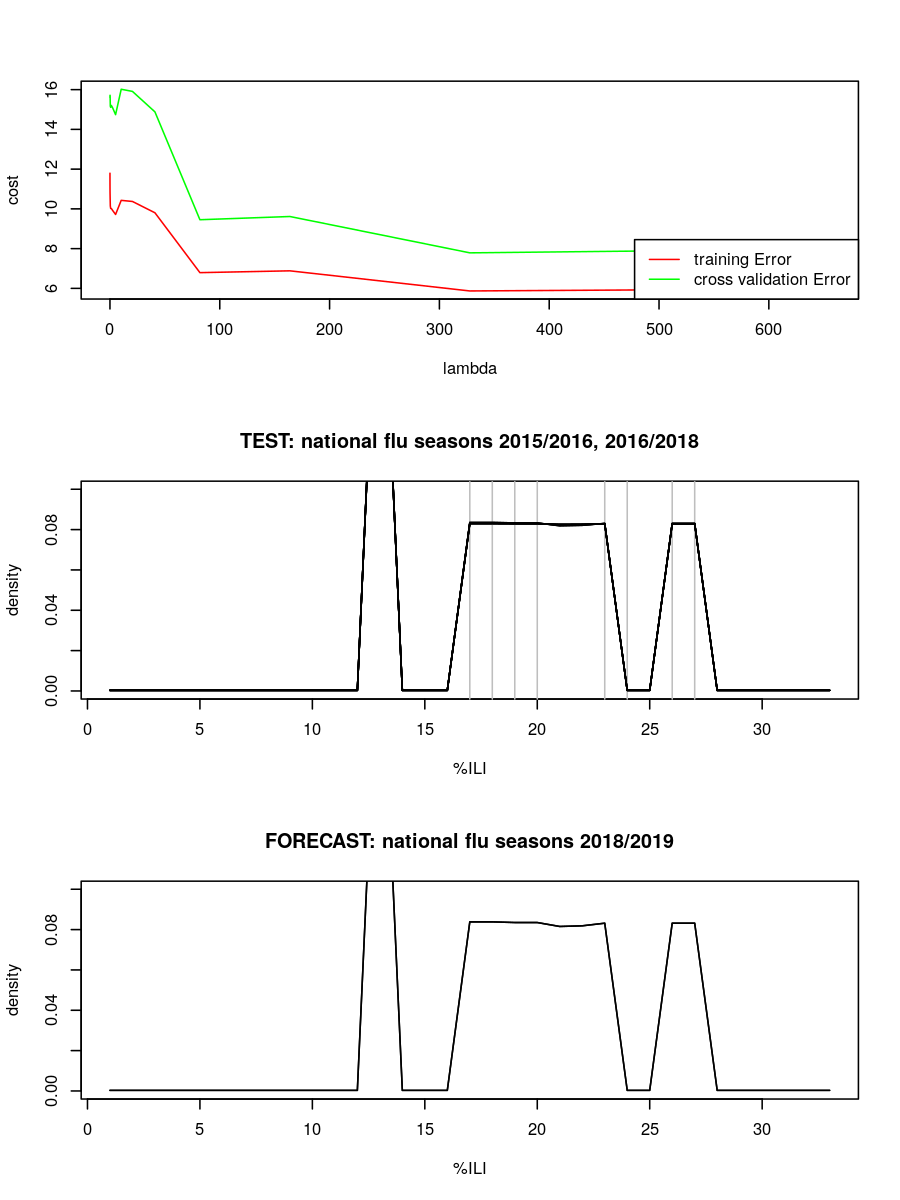 16
14
12
10
8
6
cost
training Error
cross validation Error
0 100 200 300 400 500 600
lambda
TEST: national flu seasons 2015/2016, 2016/2018
0.08
0.04
0.00
density
0 5 10 15 20 25 30
%ILI
FORECAST: national flu seasons 2018/2019
0.08
0.04
0.00
density
0 5 10 15 20 25 30
%ILI